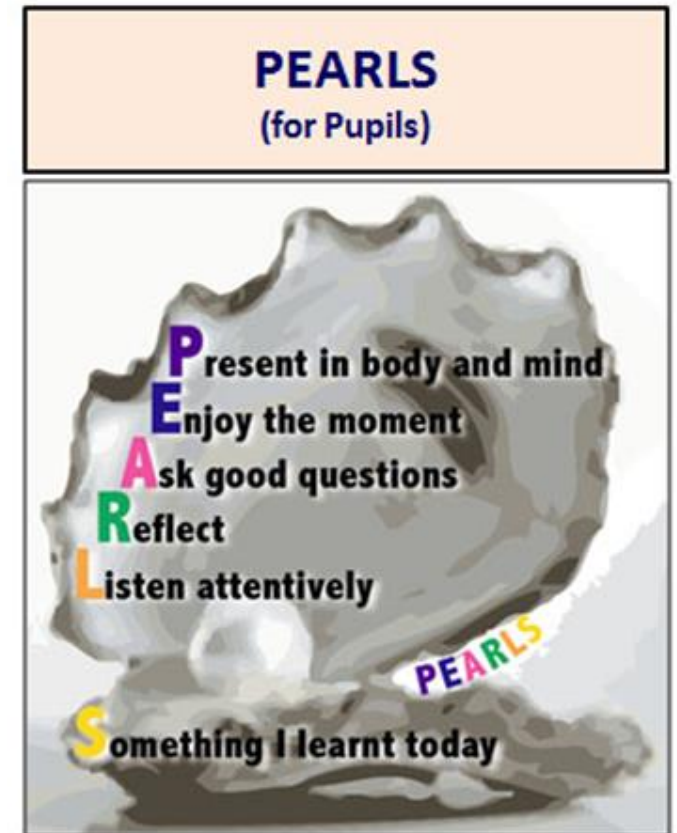 PEARLS
(for Pupils)
Present in body and mind
Enjoy the moment
Ask good questions
Reflect
Listen attentively
PEARLS
Something I learnt today